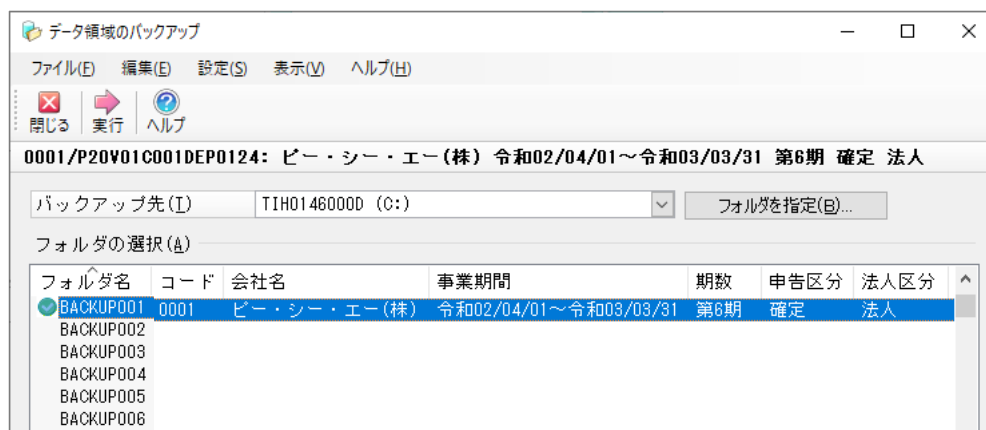 データ領域のバックアップ
ファイル(F) 編集(E) 設定(S) 表示(V) ヘルプ(H)
閉じる 実行 ヘルプ
0001/P20V01C001DEP0124: ピー・シー・エー(株) 令和02/04/01～令和03/03/31 第6期 確定 法人
バックアップ先(I) TIH0146000D (C:) フォルダを指定(B)...
フォルダの選択(A)
フォルダ名 コード 会社名 事業期間 期数 申告区分 法人区分
BACKUP001 0001 ピー・シー・エー(株) 令和02/04/01～令和03/03/31 第6期 確定 法人
BACKUP002
BACKUP003
BACKUP004
BACKUP005
BACKUP006